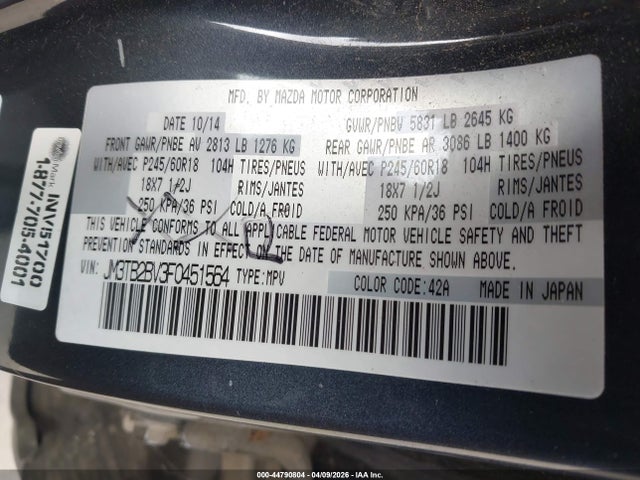 MFD. BY MAZDA MOTOR CORPORATION
DATE 10/14 GVWR/PNBV 5831 LB 2645 KG
FRONT GAWR/PNBE AV 2813 LB 1276 KG REAR GAWR/PNBE AR 3086 LB 1400 KG
WITH/AVEC P245/60R18 104H TIRES/PNEUS WITH/AVEC P245/60R18 104H TIRES/PNEUS
18X7 1/2J RIMS/JANTES 18X7 1/2J RIMS/JANTES
250 KPA/36 PSI COLD/A FROID 250 KPA/36 PSI COLD/A FROID
THIS VEHICLE CONFORMS TO ALL APPLICABLE FEDERAL MOTOR VEHICLE SAFETY AND THEFT
PREVENTION STANDARDS IN EFFECT ON THE DATE OF MANUFACTURE SHOWN ABOVE.
VIN: JM3TB2BV3F0451564 TYPE:MPV COLOR CODE:42A MADE IN JAPAN
Mark INV51700
1-877-705-4001
000-44790804 | 04/09/2026 | IAA Inc.